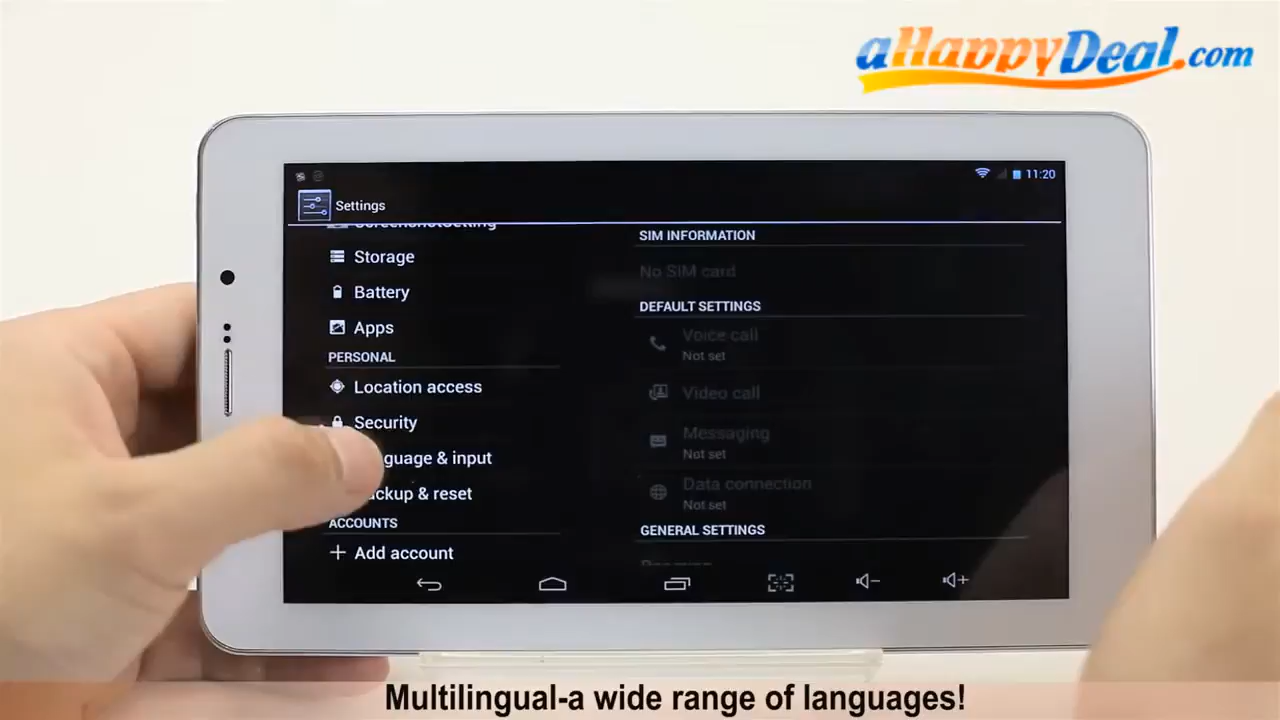 aHappyDeal.com
11:20
Settings
ScreenshotSetting
Storage
Battery
Apps
PERSONAL
Location access
Security
guage & input
ackup & reset
ACCOUNTS
Add account
SIM INFORMATION
No SIM card
DEFAULT SETTINGS
Voice call
Not set
Video call
Messaging
Not set
Data connection
Not set
GENERAL SETTINGS
Multilingual-a wide range of languages!